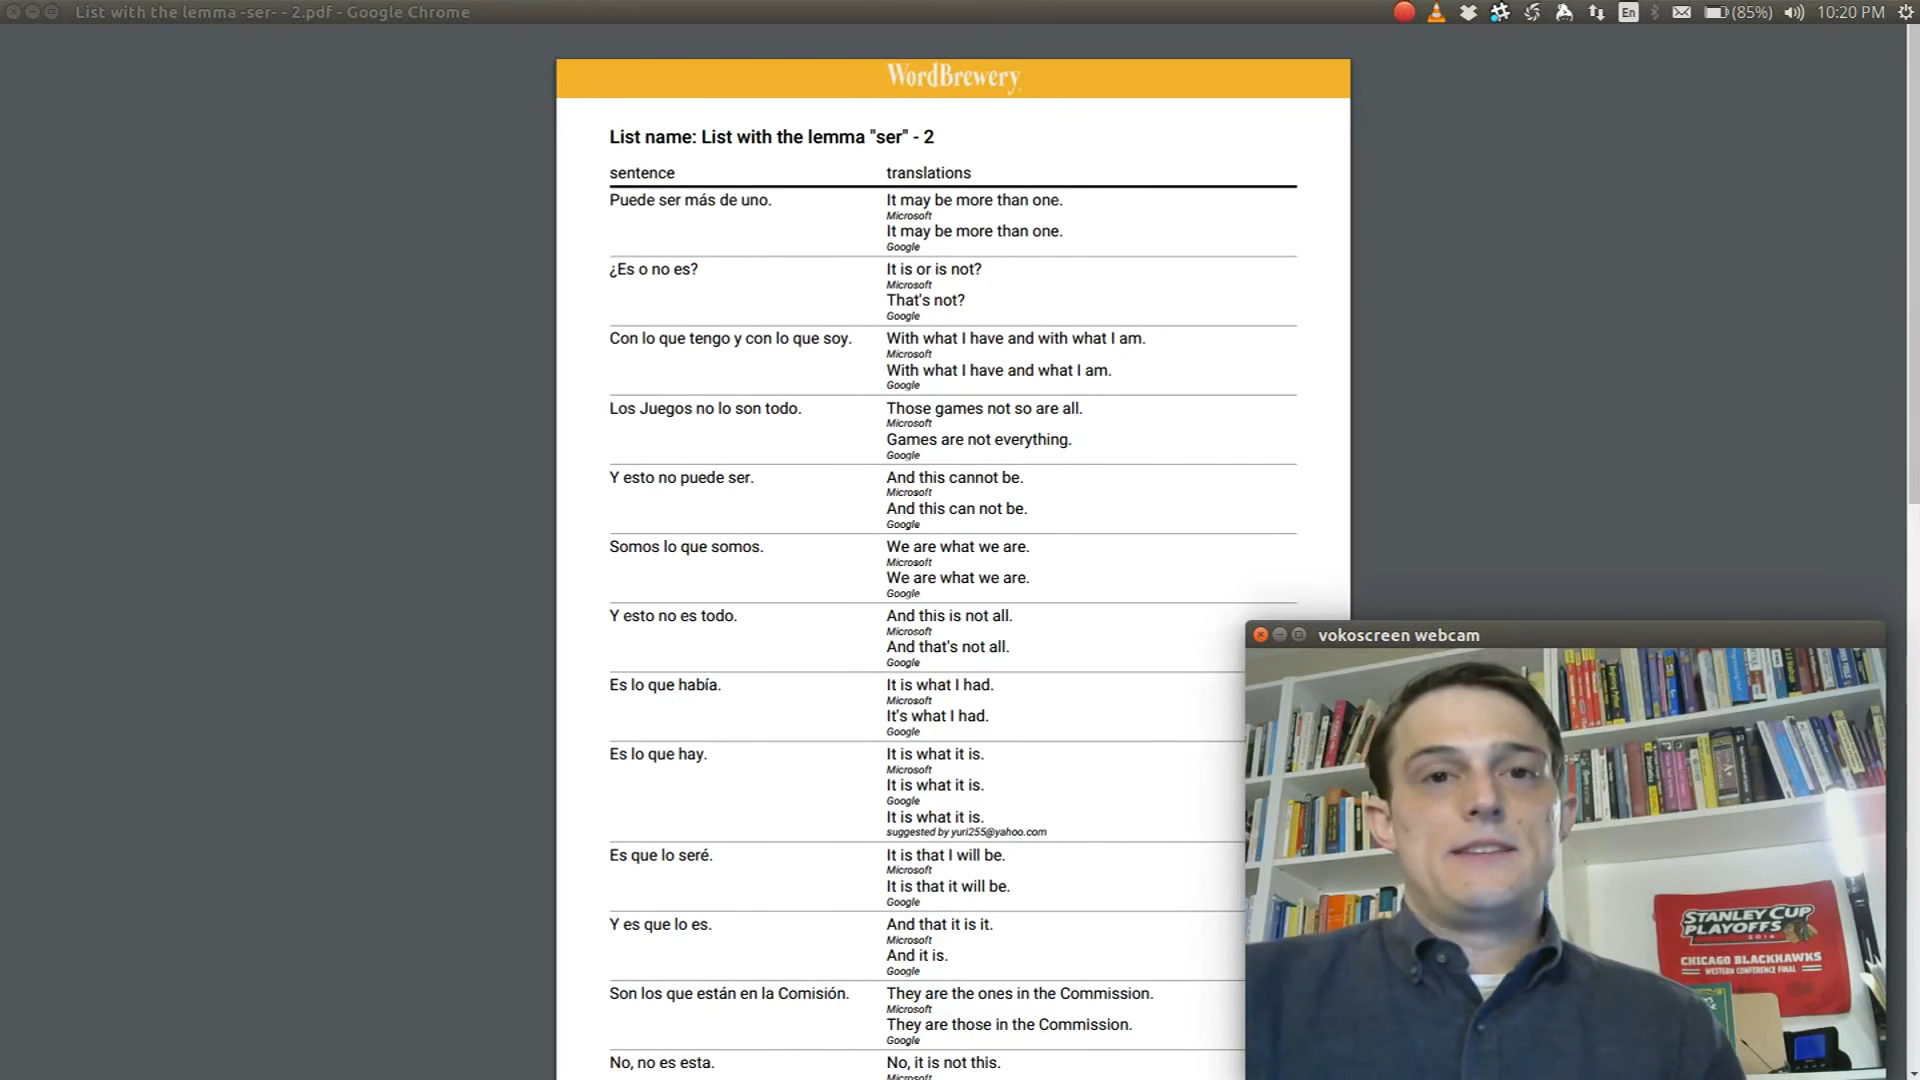 List with the lemma -ser- - 2.pdf - Google Chrome
En (85%) 10:20 PM
WordBrewery
List name: List with the lemma "ser" - 2
sentence translations
Puede ser más de uno. It may be more than one.
Microsoft
It may be more than one.
Google
¿Es o no es? It is or is not?
Microsoft
That's not?
Google
Con lo que tengo y con lo que soy. With what I have and with what I am.
Microsoft
With what I have and what I am.
Google
Los Juegos no lo son todo. Those games not so are all.
Microsoft
Games are not everything.
Google
Y esto no puede ser. And this cannot be.
Microsoft
And this can not be.
Google
Somos lo que somos. We are what we are.
Microsoft
We are what we are.
Google
Y esto no es todo. And this is not all.
Microsoft
And that's not all.
Google
Es lo que había. It is what I had.
Microsoft
It's what I had.
Google
Es lo que hay. It is what it is.
Microsoft
It is what it is.
Google
It is what it is.
suggested by yuri255@yahoo.com
Es que lo seré. It is that I will be.
Microsoft
It is that it will be.
Google
Y es que lo es. And that it is it.
Microsoft
And it is.
Google
Son los que están en la Comisión. They are the ones in the Commission.
Microsoft
They are those in the Commission.
Google
No, no es esta. No, it is not this.
Microsoft
vokoscreen webcam
STANLEY CUP
PLAYOFFS
2014
CHICAGO BLACKHAWKS
WESTERN CONFERENCE FINAL